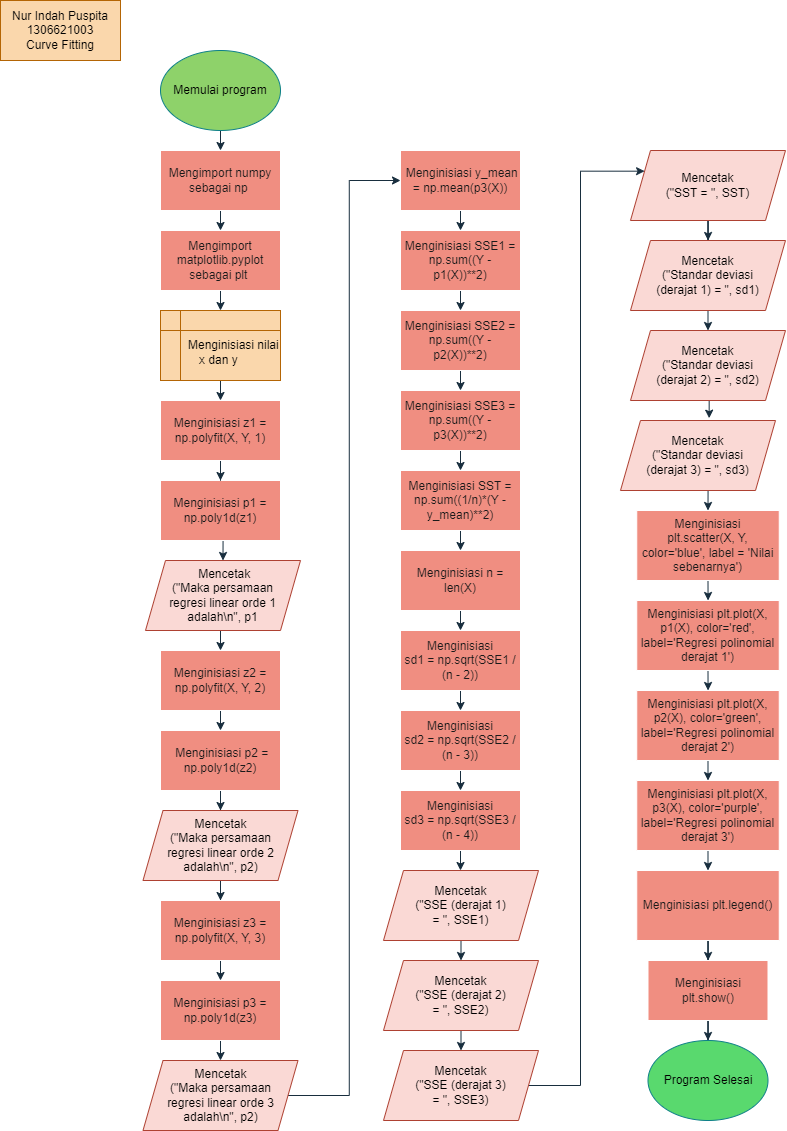 Nur Indah Puspita
1306621003
Curve Fitting
Memulai program
Mengimport numpy
sebagai np
Mengimport
matplotlib.pyplot
sebagai plt
Menginisiasi nilai
x dan y
Menginisiasi z1 =
np.polyfit(X, Y, 1)
Menginisiasi p1 =
np.poly1d(z1)
Mencetak
("Maka persamaan
regresi linear orde 1
adalah\n", p1
Menginisiasi z2 =
np.polyfit(X, Y, 2)
Menginisiasi p2 =
np.poly1d(z2)
Mencetak
("Maka persamaan
regresi linear orde 2
adalah\n", p2)
Menginisiasi z3 =
np.polyfit(X, Y, 3)
Menginisiasi p3 =
np.poly1d(z3)
Mencetak
("Maka persamaan
regresi linear orde 3
adalah\n", p2)
Menginisiasi y_mean
= np.mean(p3(X))
Menginisiasi SSE1 =
np.sum((Y -
p1(X))**2)
Menginisiasi SSE2 =
np.sum((Y -
p2(X))**2)
Menginisiasi SSE3 =
np.sum((Y -
p3(X))**2)
Menginisiasi SST =
np.sum((1/n)*(Y -
y_mean)**2)
Menginisiasi n =
len(X)
Menginisiasi
sd1 = np.sqrt(SSE1 /
(n - 2))
Menginisiasi
sd2 = np.sqrt(SSE2 /
(n - 3))
Menginisiasi
sd3 = np.sqrt(SSE3 /
(n - 4))
Mencetak
("SSE (derajat 1)
= ", SSE1)
Mencetak
("SSE (derajat 2)
= ", SSE2)
Mencetak
("SSE (derajat 3)
= ", SSE3)
Mencetak
("SST = ", SST)
Mencetak
("Standar deviasi
(derajat 1) = ", sd1)
Mencetak
("Standar deviasi
(derajat 2) = ", sd2)
Mencetak
("Standar deviasi
(derajat 3) = ", sd3)
Menginisiasi
plt.scatter(X, Y,
color='blue', label = 'Nilai
sebenarnya')
Menginisiasi plt.plot(X,
p1(X), color='red',
label='Regresi polinomial
derajat 1')
Menginisiasi plt.plot(X,
p2(X), color='green',
label='Regresi polinomial
derajat 2')
Menginisiasi plt.plot(X,
p3(X), color='purple',
label='Regresi polinomial
derajat 3')
Menginisiasi plt.legend()
Menginisiasi
plt.show()
Program Selesai